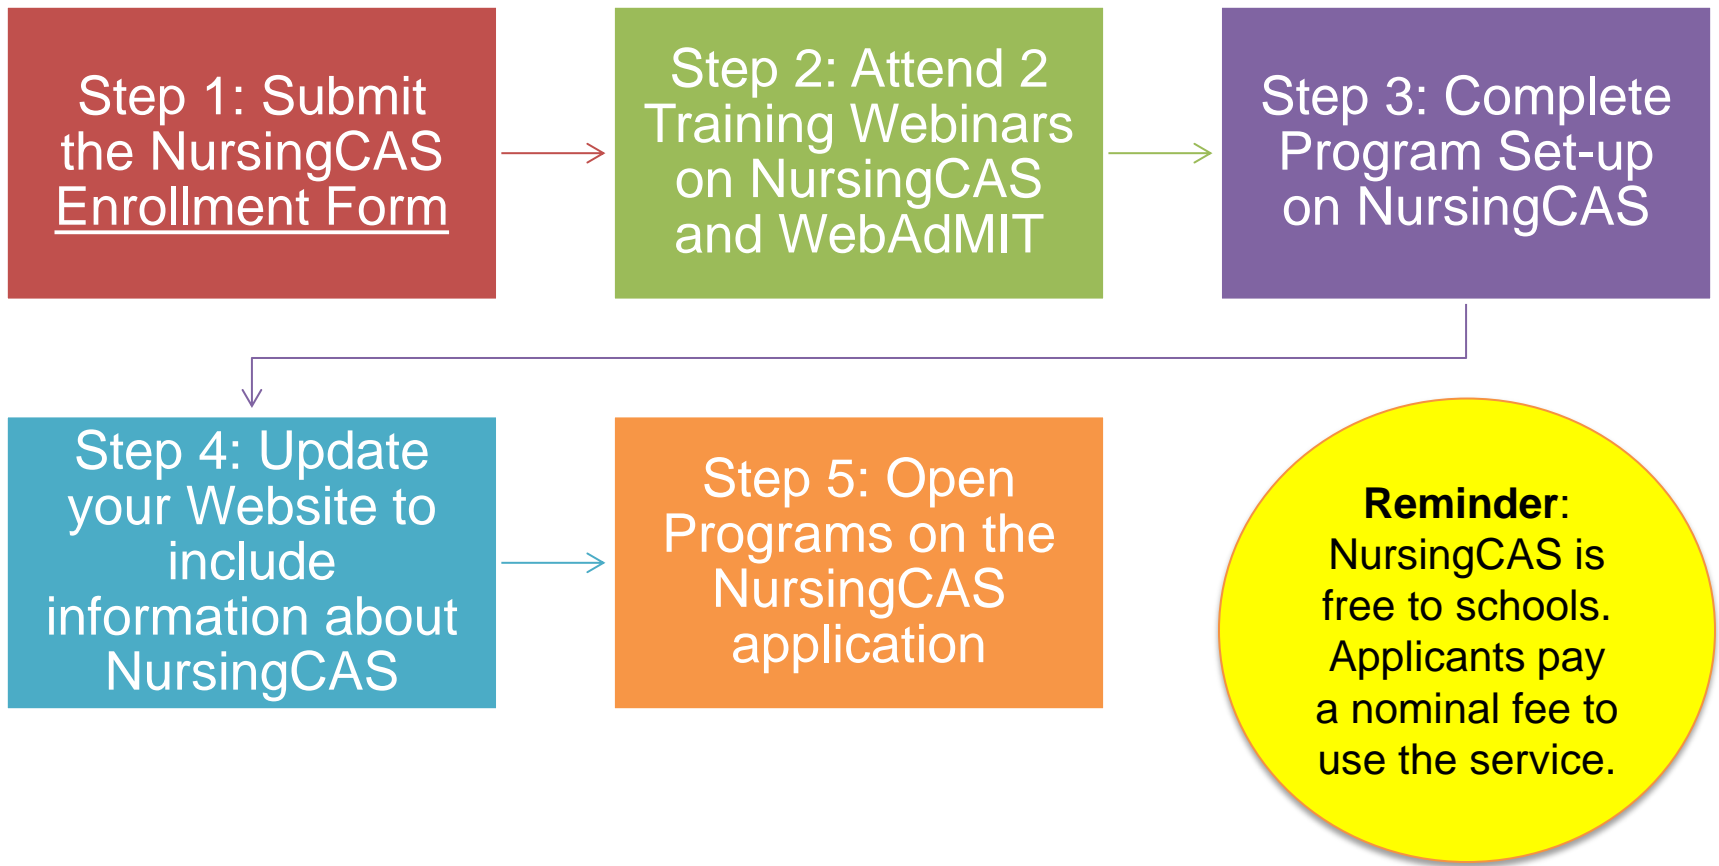 Step 1: Submit
the NursingCAS
Enrollment Form
Step 2: Attend 2
Training Webinars
on NursingCAS
and WebAdMIT
Step 3: Complete
Program Set-up
on NursingCAS
Step 4: Update
your Website to
include
information about
NursingCAS
Step 5: Open
Programs on the
NursingCAS
application
Reminder:
NursingCAS is
free to schools.
Applicants pay
a nominal fee to
use the service.